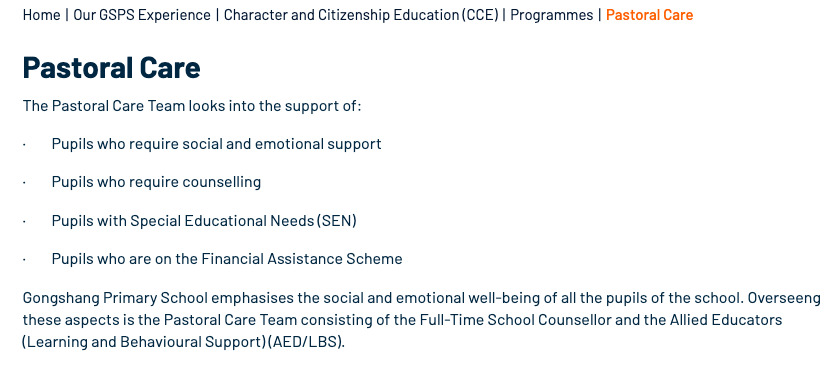 Home | Our GSPS Experience | Character and Citizenship Education (CCE) | Programmes | Pastoral Care
Pastoral Care
The Pastoral Care Team looks into the support of:
· Pupils who require social and emotional support
· Pupils who require counselling
· Pupils with Special Educational Needs (SEN)
· Pupils who are on the Financial Assistance Scheme
Gongshang Primary School emphasises the social and emotional well-being of all the pupils of the school. Overseeng
these aspects is the Pastoral Care Team consisting of the Full-Time School Counsellor and the Allied Educators
(Learning and Behavioural Support) (AED/LBS).